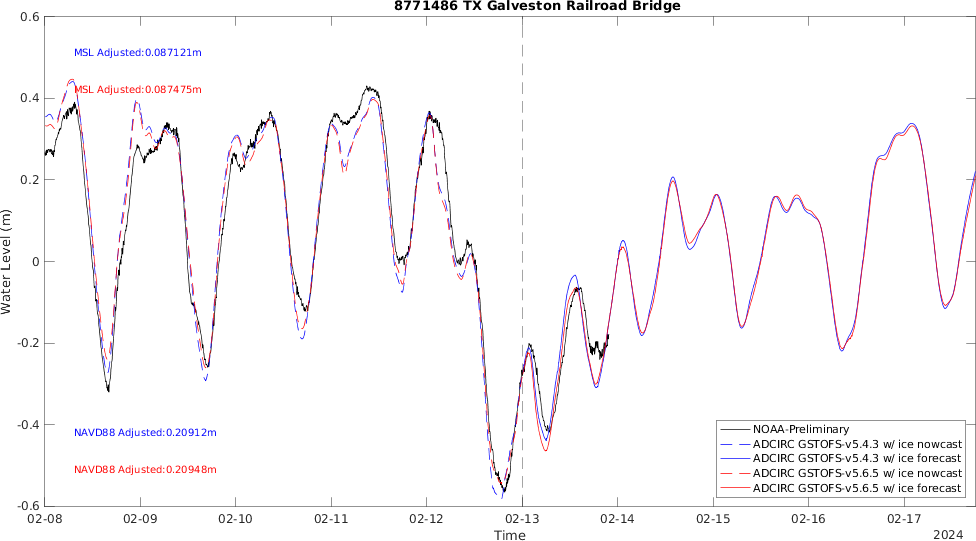 8771486 TX Galveston Railroad Bridge
0.6
MSL Adjusted:0.087121m
MSL Adjusted:0.087475m
0.4
0.2
0
-0.2
-0.4
-0.6
Water Level (m)
NAVD88 Adjusted:0.20912m
NAVD88 Adjusted:0.20948m
NOAA-Preliminary
ADCIRC GSTOFS-v5.4.3 w/ ice nowcast
ADCIRC GSTOFS-v5.4.3 w/ ice forecast
ADCIRC GSTOFS-v5.6.5 w/ ice nowcast
ADCIRC GSTOFS-v5.6.5 w/ ice forecast
02-08 02-09 02-10 02-11 02-12 02-13 02-14 02-15 02-16 02-17
Time
2024